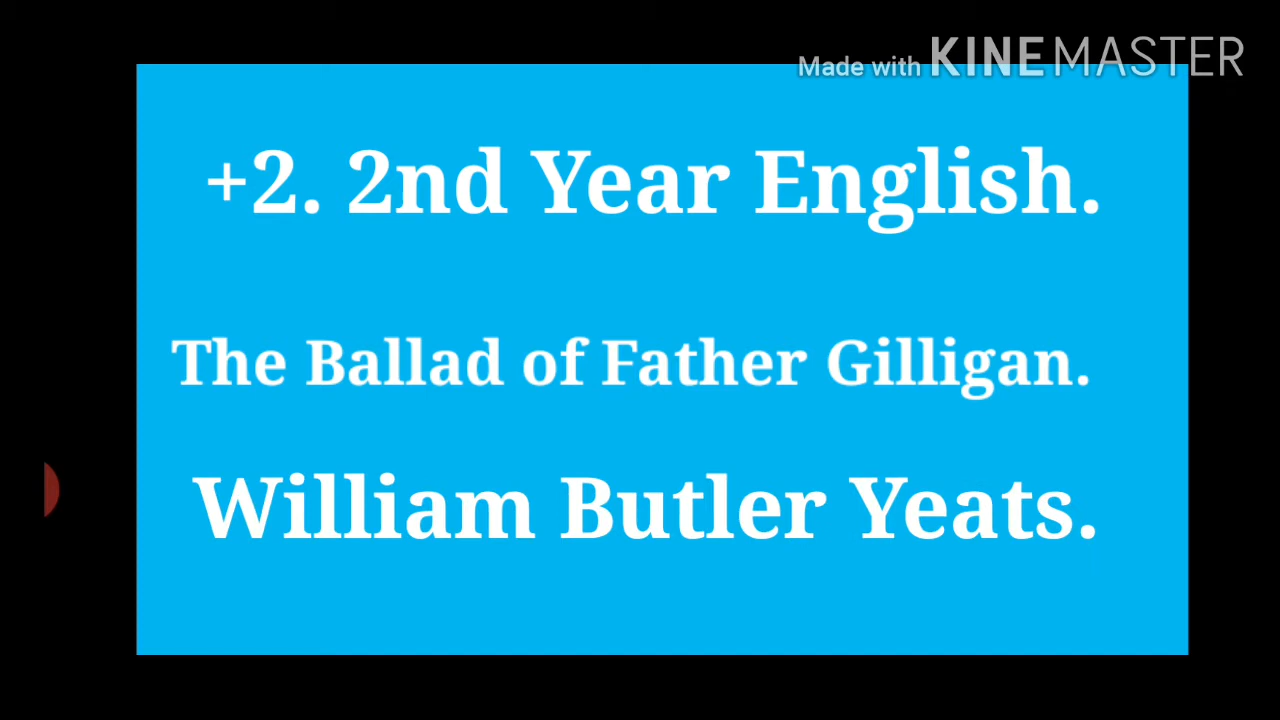 Made with KINEMASTER
+2. 2nd Year English.
The Ballad of Father Gilligan.
William Butler Yeats.